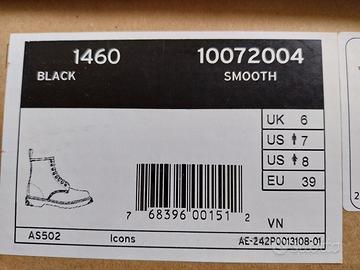 1460 10072004
BLACK SMOOTH
UK 6
US 7
US 8
EU 39
7 68396 00151 2
VN
AS502 Icons AE-242P0013108-01